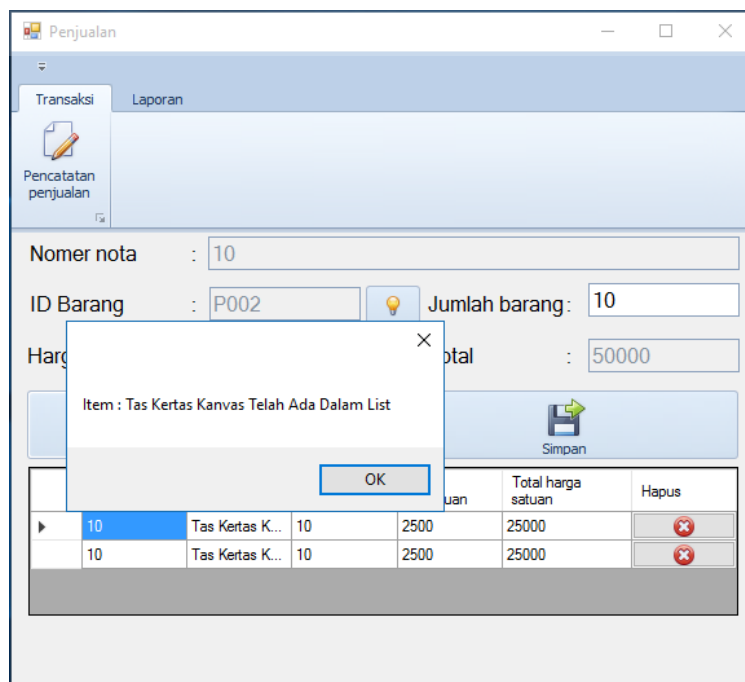 Penjualan
Transaksi Laporan
Pencatatan
penjualan
Nomer nota : 10
ID Barang : P002 Jumlah barang : 10
: 50000
Item : Tas Kertas Kanvas Telah Ada Dalam List
OK
Simpan
Total harga
satuan
Hapus
10 Tas Kertas K... 10 2500 25000
10 Tas Kertas K... 10 2500 25000